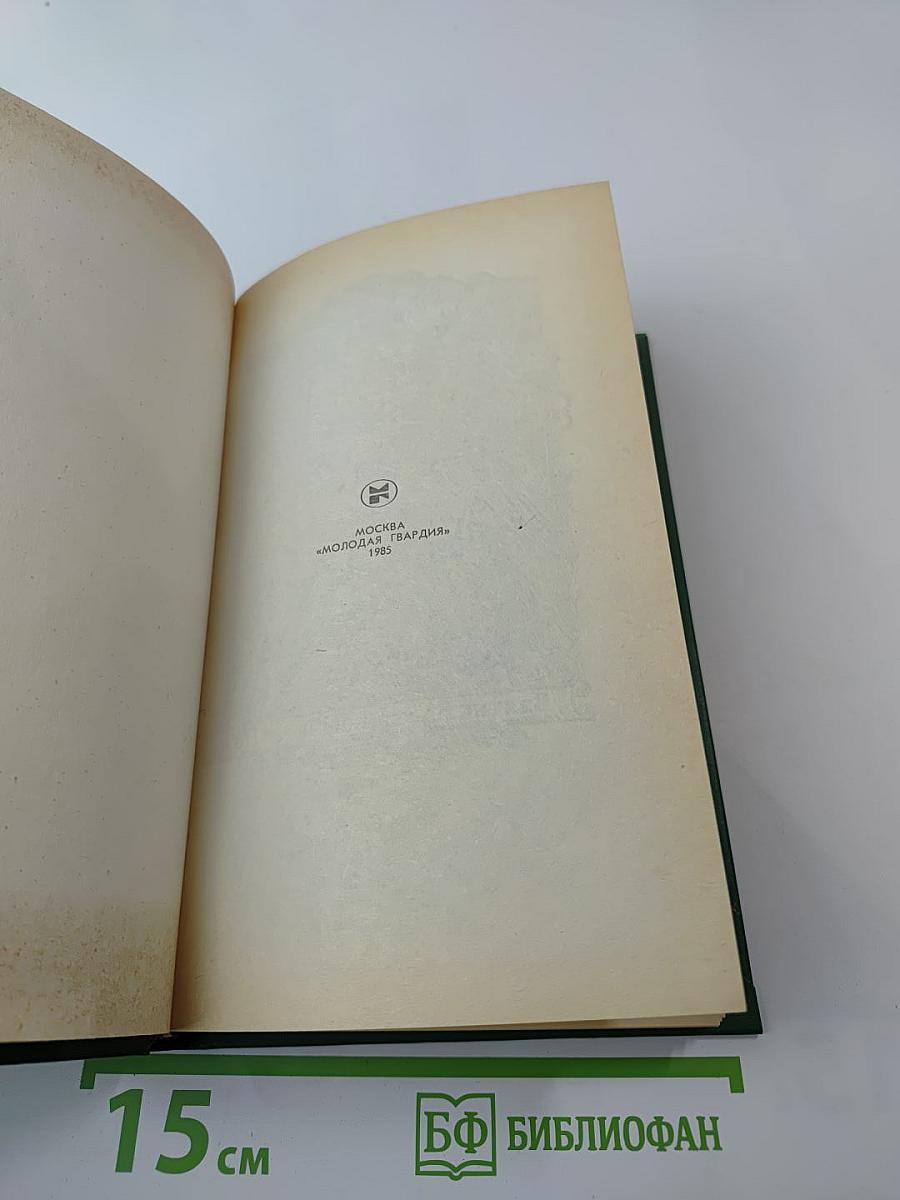 МОСКВА
«МОЛОДАЯ ГВАРДИЯ»
1985
15 см
БФ БИБЛИОФАН